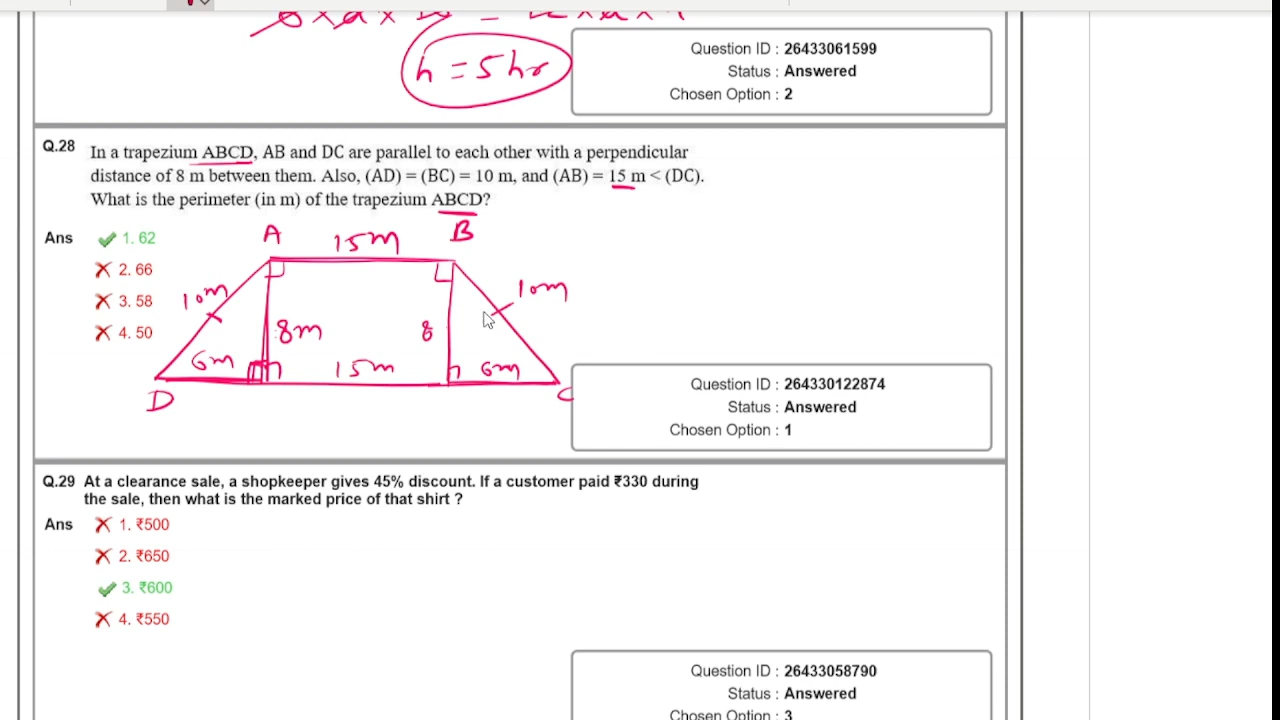 h = 5 hr
Question ID : 26433061599
Status : Answered
Chosen Option : 2
Q.28 In a trapezium ABCD, AB and DC are parallel to each other with a perpendicular
distance of 8 m between them. Also, (AD) = (BC) = 10 m, and (AB) = 15 m < (DC).
What is the perimeter (in m) of the trapezium ABCD?
Ans 1. 62
2. 66
3. 58
4. 50
A 15m B
10m 10m
8m 8
6m 15m 6m
D C
Question ID : 264330122874
Status : Answered
Chosen Option : 1
Q.29 At a clearance sale, a shopkeeper gives 45% discount. If a customer paid ₹330 during
the sale, then what is the marked price of that shirt ?
Ans 1. ₹500
2. ₹650
3. ₹600
4. ₹550
Question ID : 26433058790
Status : Answered
Chosen Option : 3